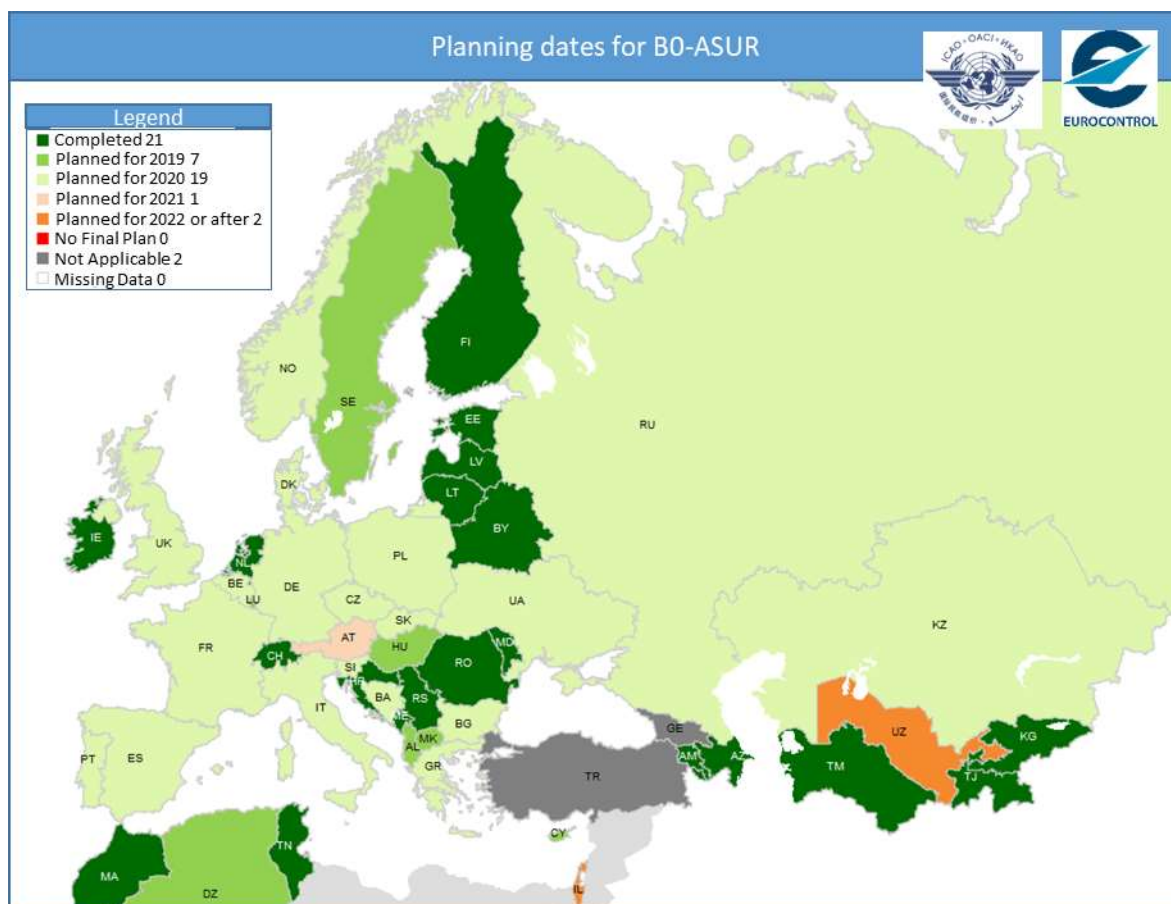 Planning dates for B0-ASUR
ICAO · OACI · ИКАО
EUROCONTROL
Legend
Completed 21
Planned for 2019 7
Planned for 2020 19
Planned for 2021 1
Planned for 2022 or after 2
No Final Plan 0
Not Applicable 2
Missing Data 0
FI
NO
SE
RU
EE
LV
DK
LT
BY
IE
UK
NL
PL
BE
DE
LU
CZ
UA
SK
KZ
FR
AT
HU
MD
CH
RO
SI
HR
IT
BA
RS
ME
BG
MK
AL
PT
ES
GR
GE
UZ
KG
AM
AZ
TM
TJ
TR
CY
TN
MA
DZ
IL